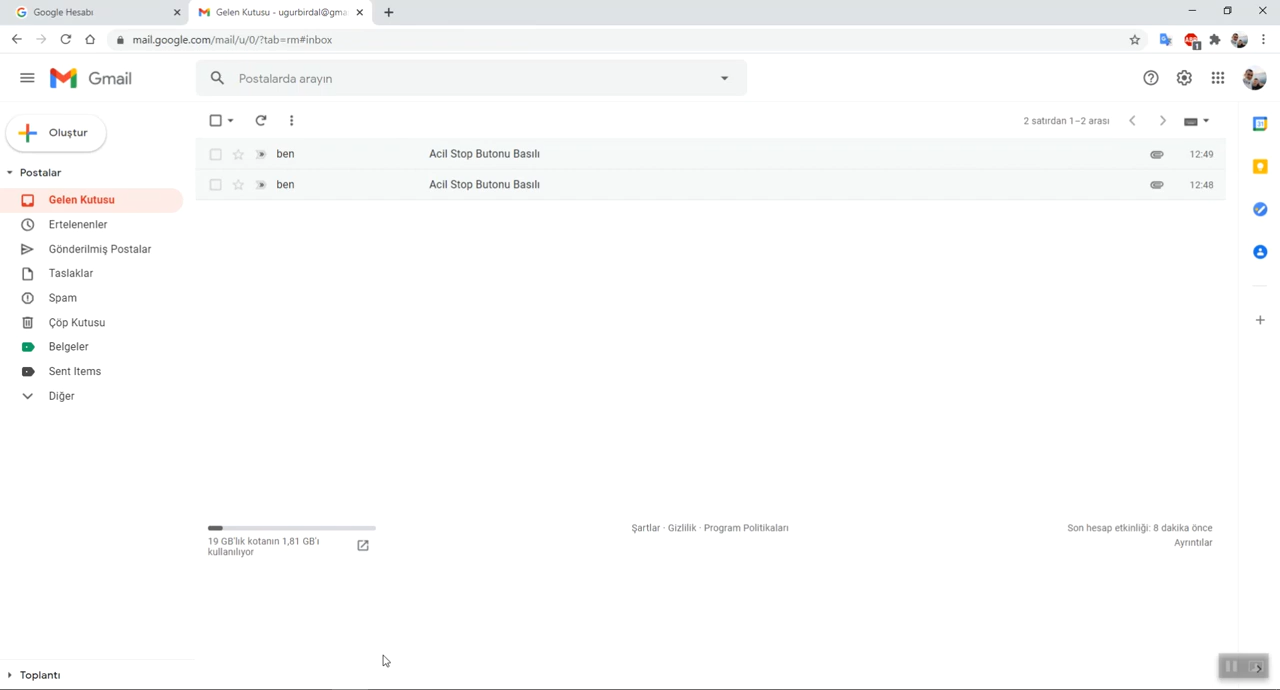 Google Hesabı
Gelen Kutusu - ugurbirdal@gma
mail.google.com/mail/u/0/?tab=rm#inbox
1
Gmail
Postalarda arayın
Oluştur
2 satırdan 1–2 arası
Postalar
ben Acil Stop Butonu Basılı 12:49
ben Acil Stop Butonu Basılı 12:48
Gelen Kutusu
Ertelenenler
Gönderilmiş Postalar
Taslaklar
Spam
Çöp Kutusu
Belgeler
Sent Items
Diğer
19 GB'lık kotanın 1,81 GB'ı
kullanılıyor
Şartlar · Gizlilik · Program Politikaları
Son hesap etkinliği: 8 dakika önce
Ayrıntılar
Toplantı